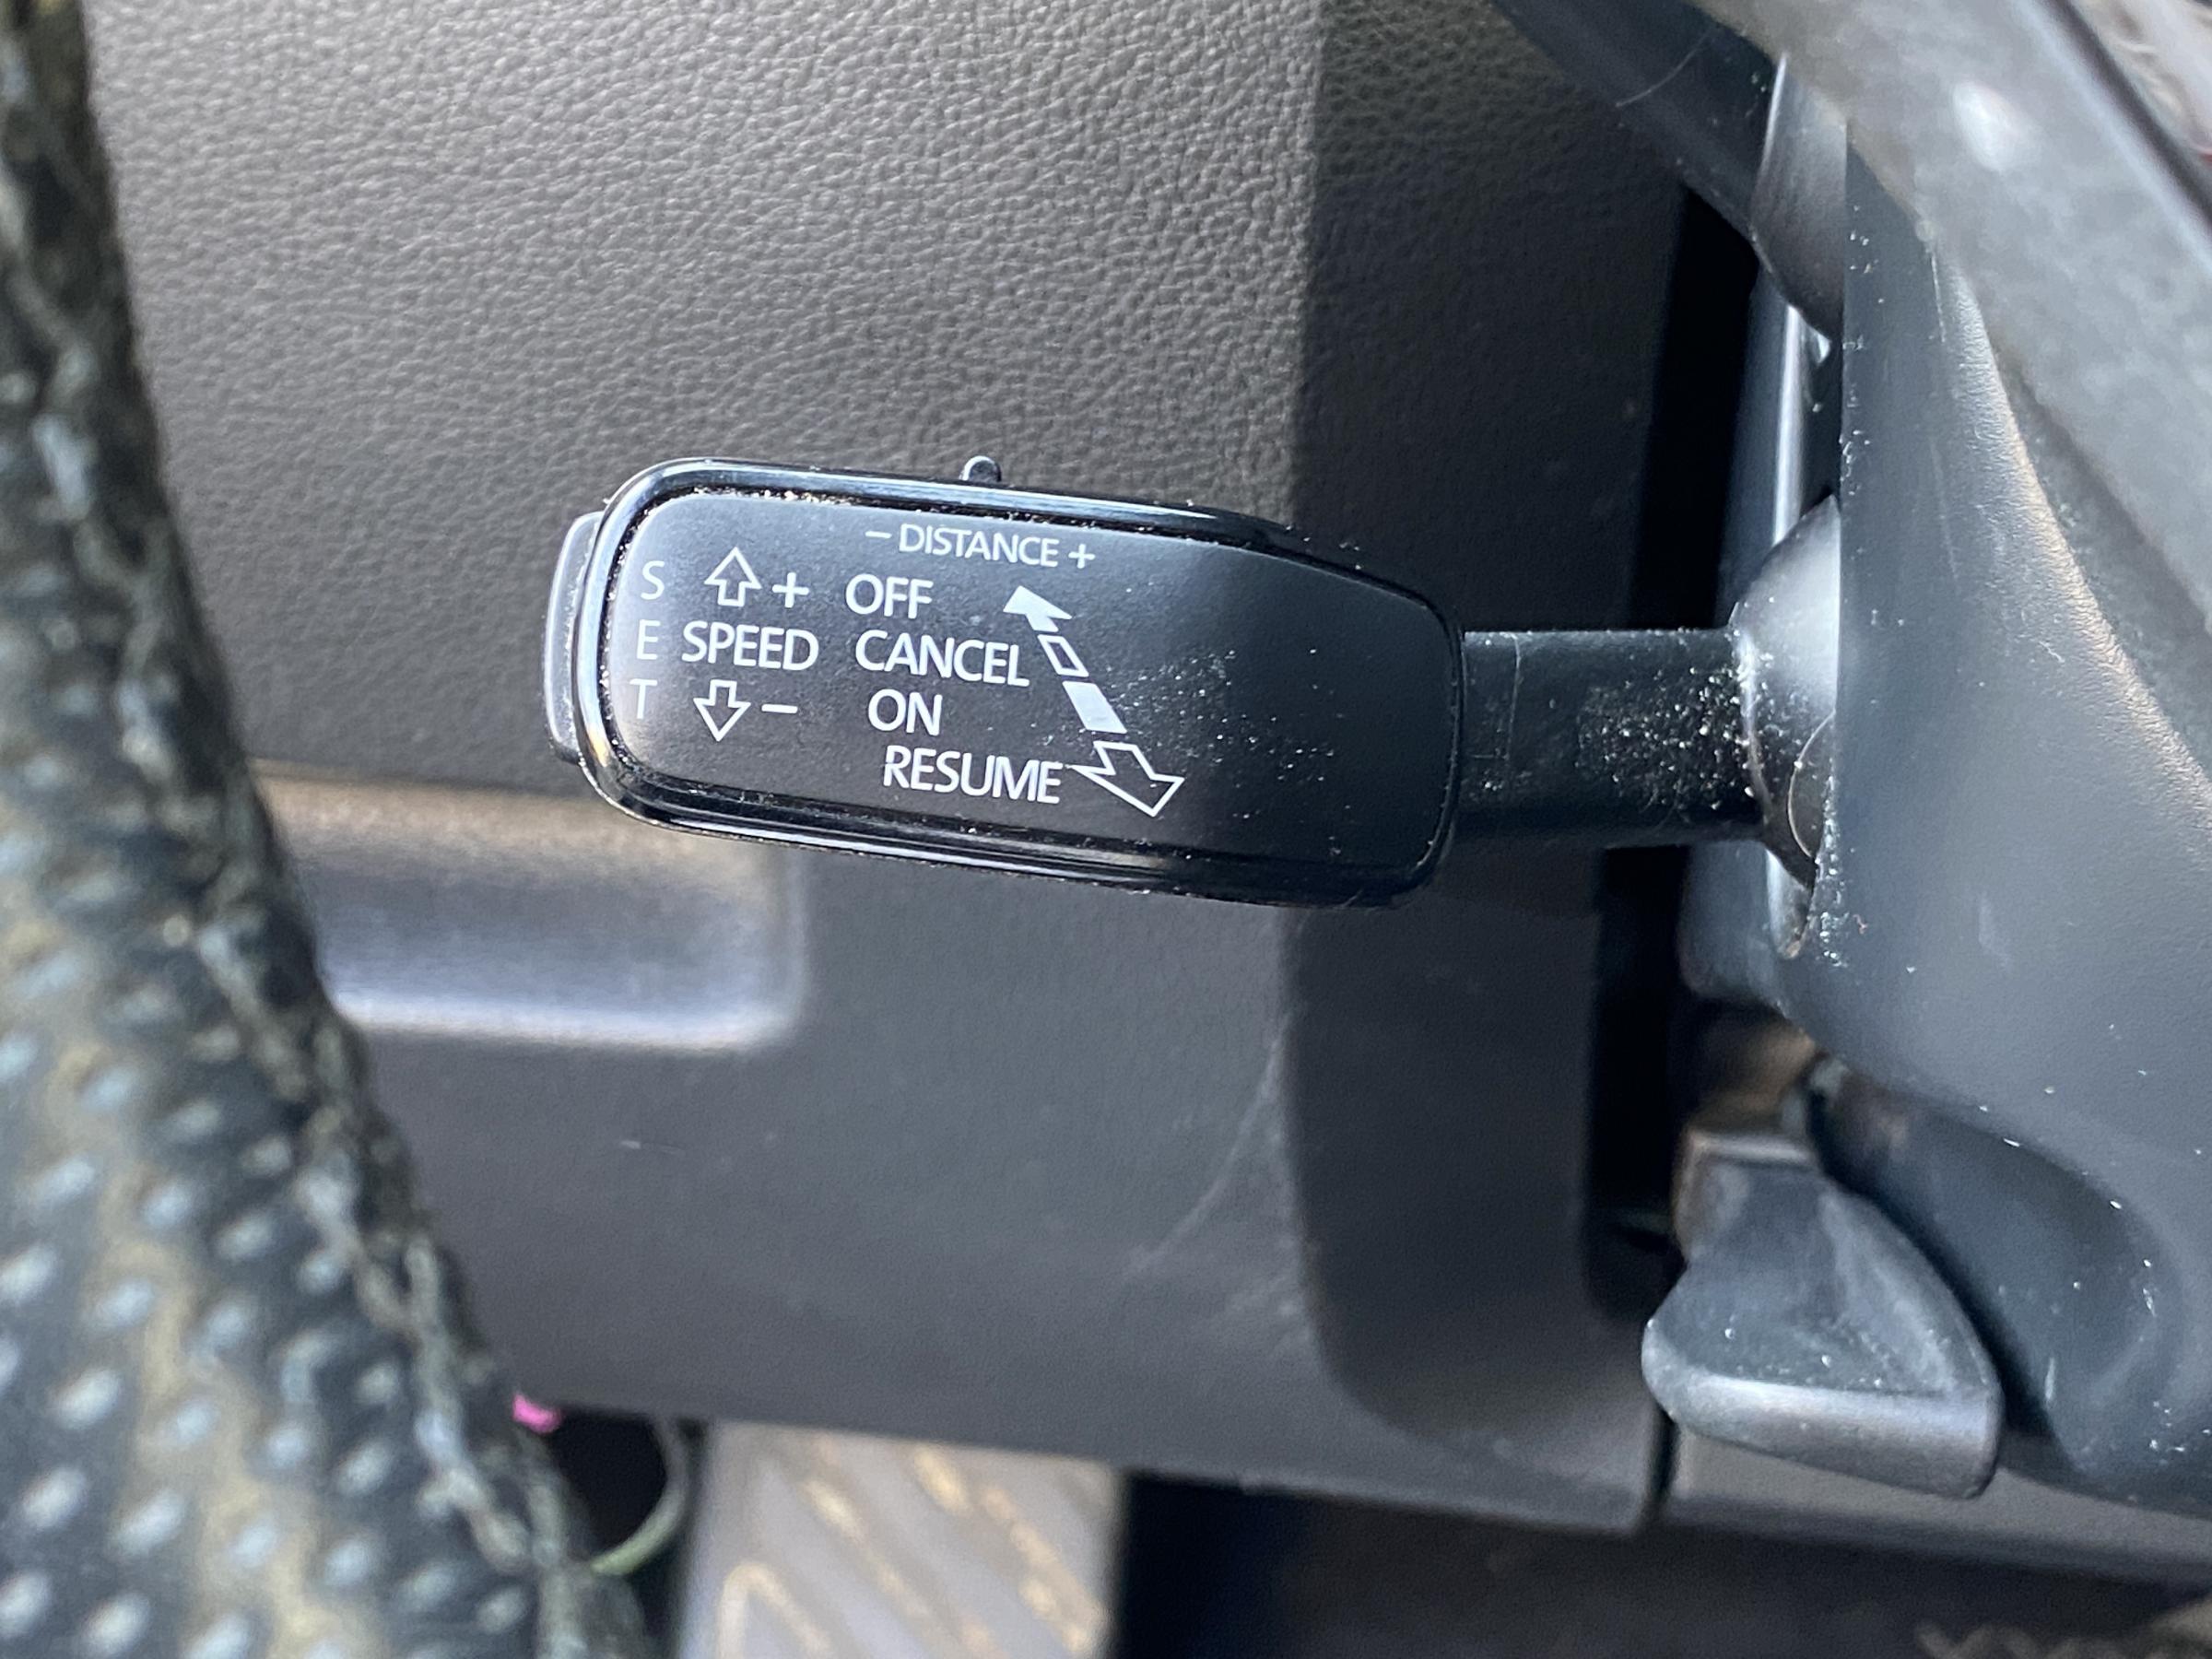 − DISTANCE +
S + OFF
E SPEED CANCEL
T − ON
RESUME